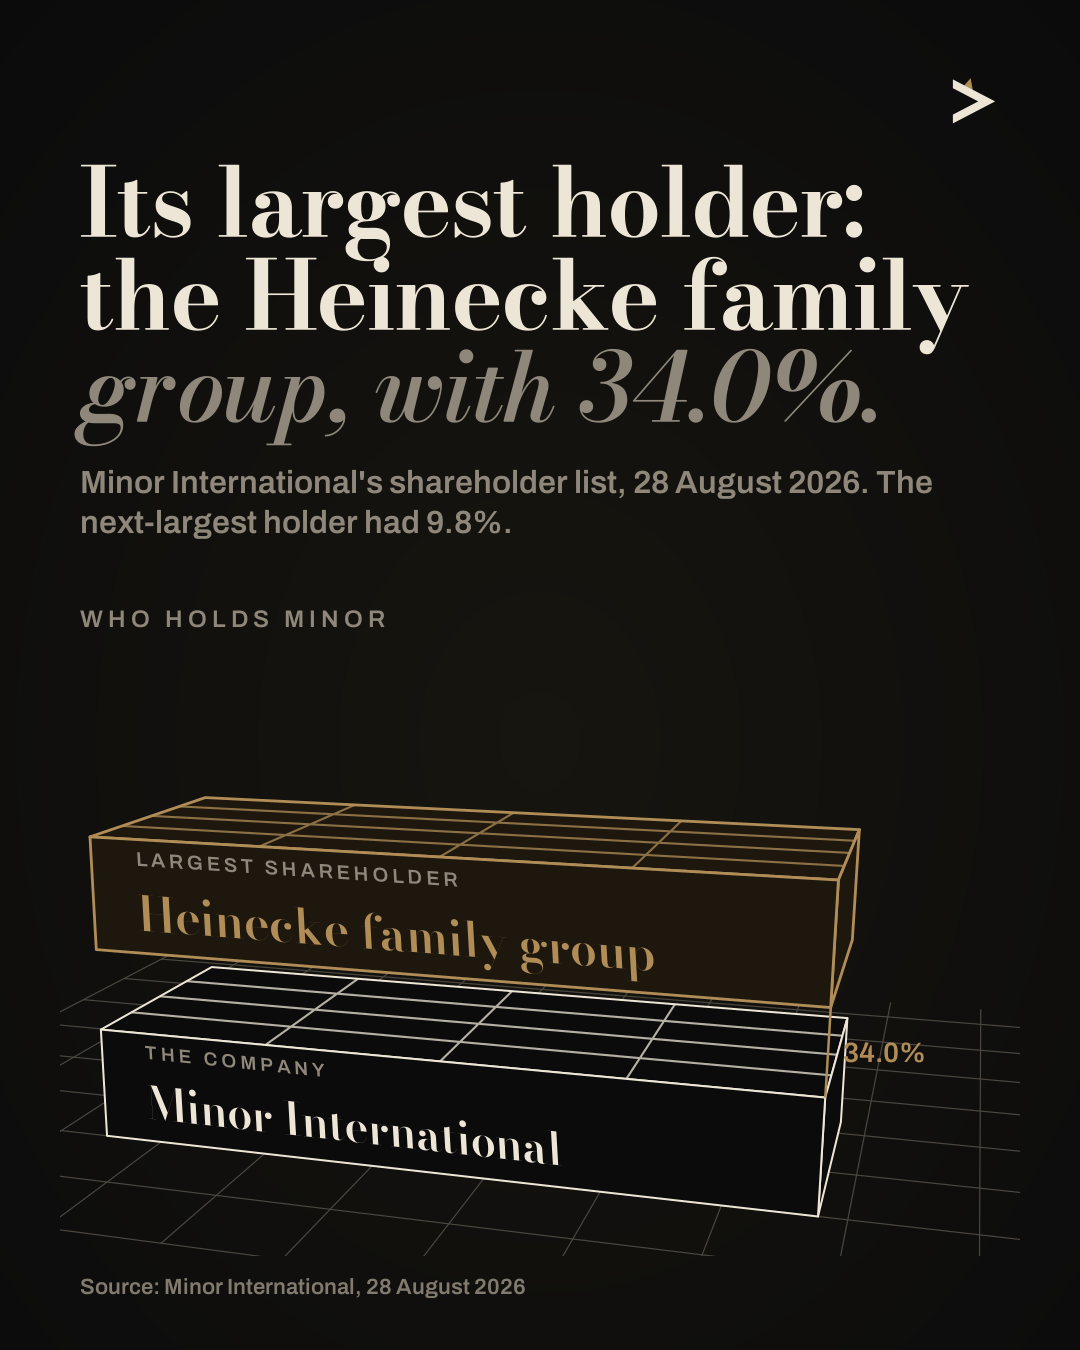 Its largest holder:
the Heinecke family
group, with 34.0%.
Minor International's shareholder list, 28 August 2026. The
next-largest holder had 9.8%.
WHO HOLDS MINOR
LARGEST SHAREHOLDER
Heinecke family group
THE COMPANY
Minor International
34.0%
Source: Minor International, 28 August 2026